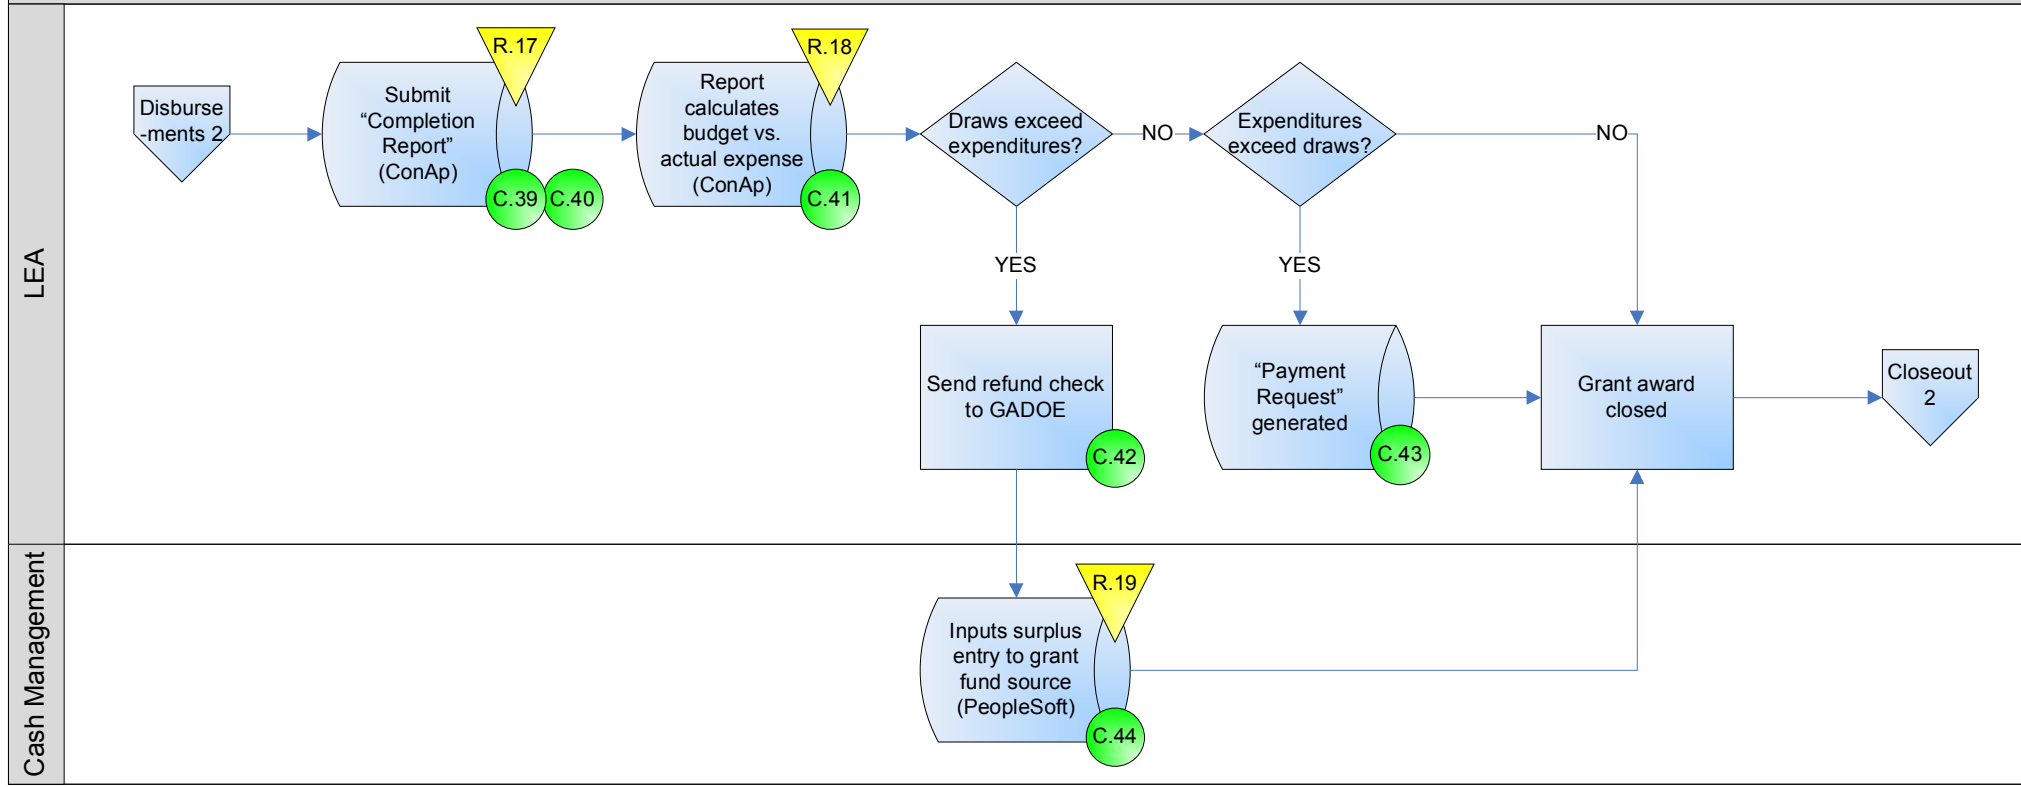 LEA
Disburse
-ments 2
R.17
Submit
“Completion
Report”
(ConAp)
C.39
C.40
R.18
Report
calculates
budget vs.
actual expense
(ConAp)
C.41
Draws exceed
expenditures?
NO
Expenditures
exceed draws?
NO
YES
YES
Send refund check
to GADOE
C.42
“Payment
Request”
generated
C.43
Grant award
closed
Closeout
2
Cash Management
R.19
Inputs surplus
entry to grant
fund source
(PeopleSoft)
C.44